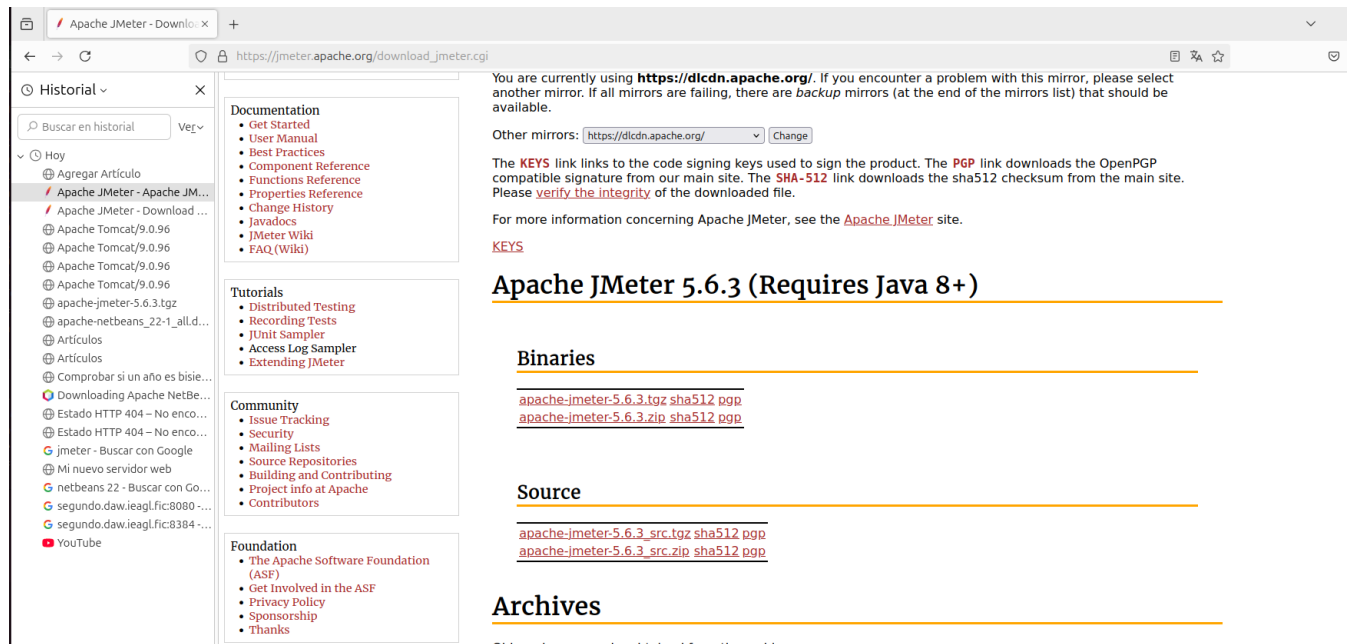 Apache JMeter - Downlo
https://jmeter.apache.org/download_jmeter.cgi
Historial
Buscar en historial
Ver
Hoy
Agregar Artículo
Apache JMeter - Apache JM...
Apache JMeter - Download ...
Apache Tomcat/9.0.96
Apache Tomcat/9.0.96
Apache Tomcat/9.0.96
Apache Tomcat/9.0.96
apache-jmeter-5.6.3.tgz
apache-netbeans_22-1_all.d...
Artículos
Artículos
Comprobar si un año es bisie...
Downloading Apache NetBe...
Estado HTTP 404 – No enco...
Estado HTTP 404 – No enco...
jmeter - Buscar con Google
Mi nuevo servidor web
netbeans 22 - Buscar con Go...
segundo.daw.ieagl.fic:8080 -...
segundo.daw.ieagl.fic:8384 -...
YouTube
Documentation
• Get Started
• User Manual
• Best Practices
• Component Reference
• Functions Reference
• Properties Reference
• Change History
• Javadocs
• JMeter Wiki
• FAQ (Wiki)
Tutorials
• Distributed Testing
• Recording Tests
• JUnit Sampler
• Access Log Sampler
• Extending JMeter
Community
• Issue Tracking
• Security
• Mailing Lists
• Source Repositories
• Building and Contributing
• Project info at Apache
• Contributors
Foundation
• The Apache Software Foundation
(ASF)
• Get Involved in the ASF
• Privacy Policy
• Sponsorship
• Thanks
You are currently using https://dlcdn.apache.org/. If you encounter a problem with this mirror, please select
another mirror. If all mirrors are failing, there are backup mirrors (at the end of the mirrors list) that should be
available.
Other mirrors: https://dlcdn.apache.org/ Change
The KEYS link links to the code signing keys used to sign the product. The PGP link downloads the OpenPGP
compatible signature from our main site. The SHA-512 link downloads the sha512 checksum from the main site.
Please verify the integrity of the downloaded file.
For more information concerning Apache JMeter, see the Apache JMeter site.
KEYS
Apache JMeter 5.6.3 (Requires Java 8+)
Binaries
apache-jmeter-5.6.3.tgz sha512 pgp
apache-jmeter-5.6.3.zip sha512 pgp
Source
apache-jmeter-5.6.3_src.tgz sha512 pgp
apache-jmeter-5.6.3_src.zip sha512 pgp
Archives